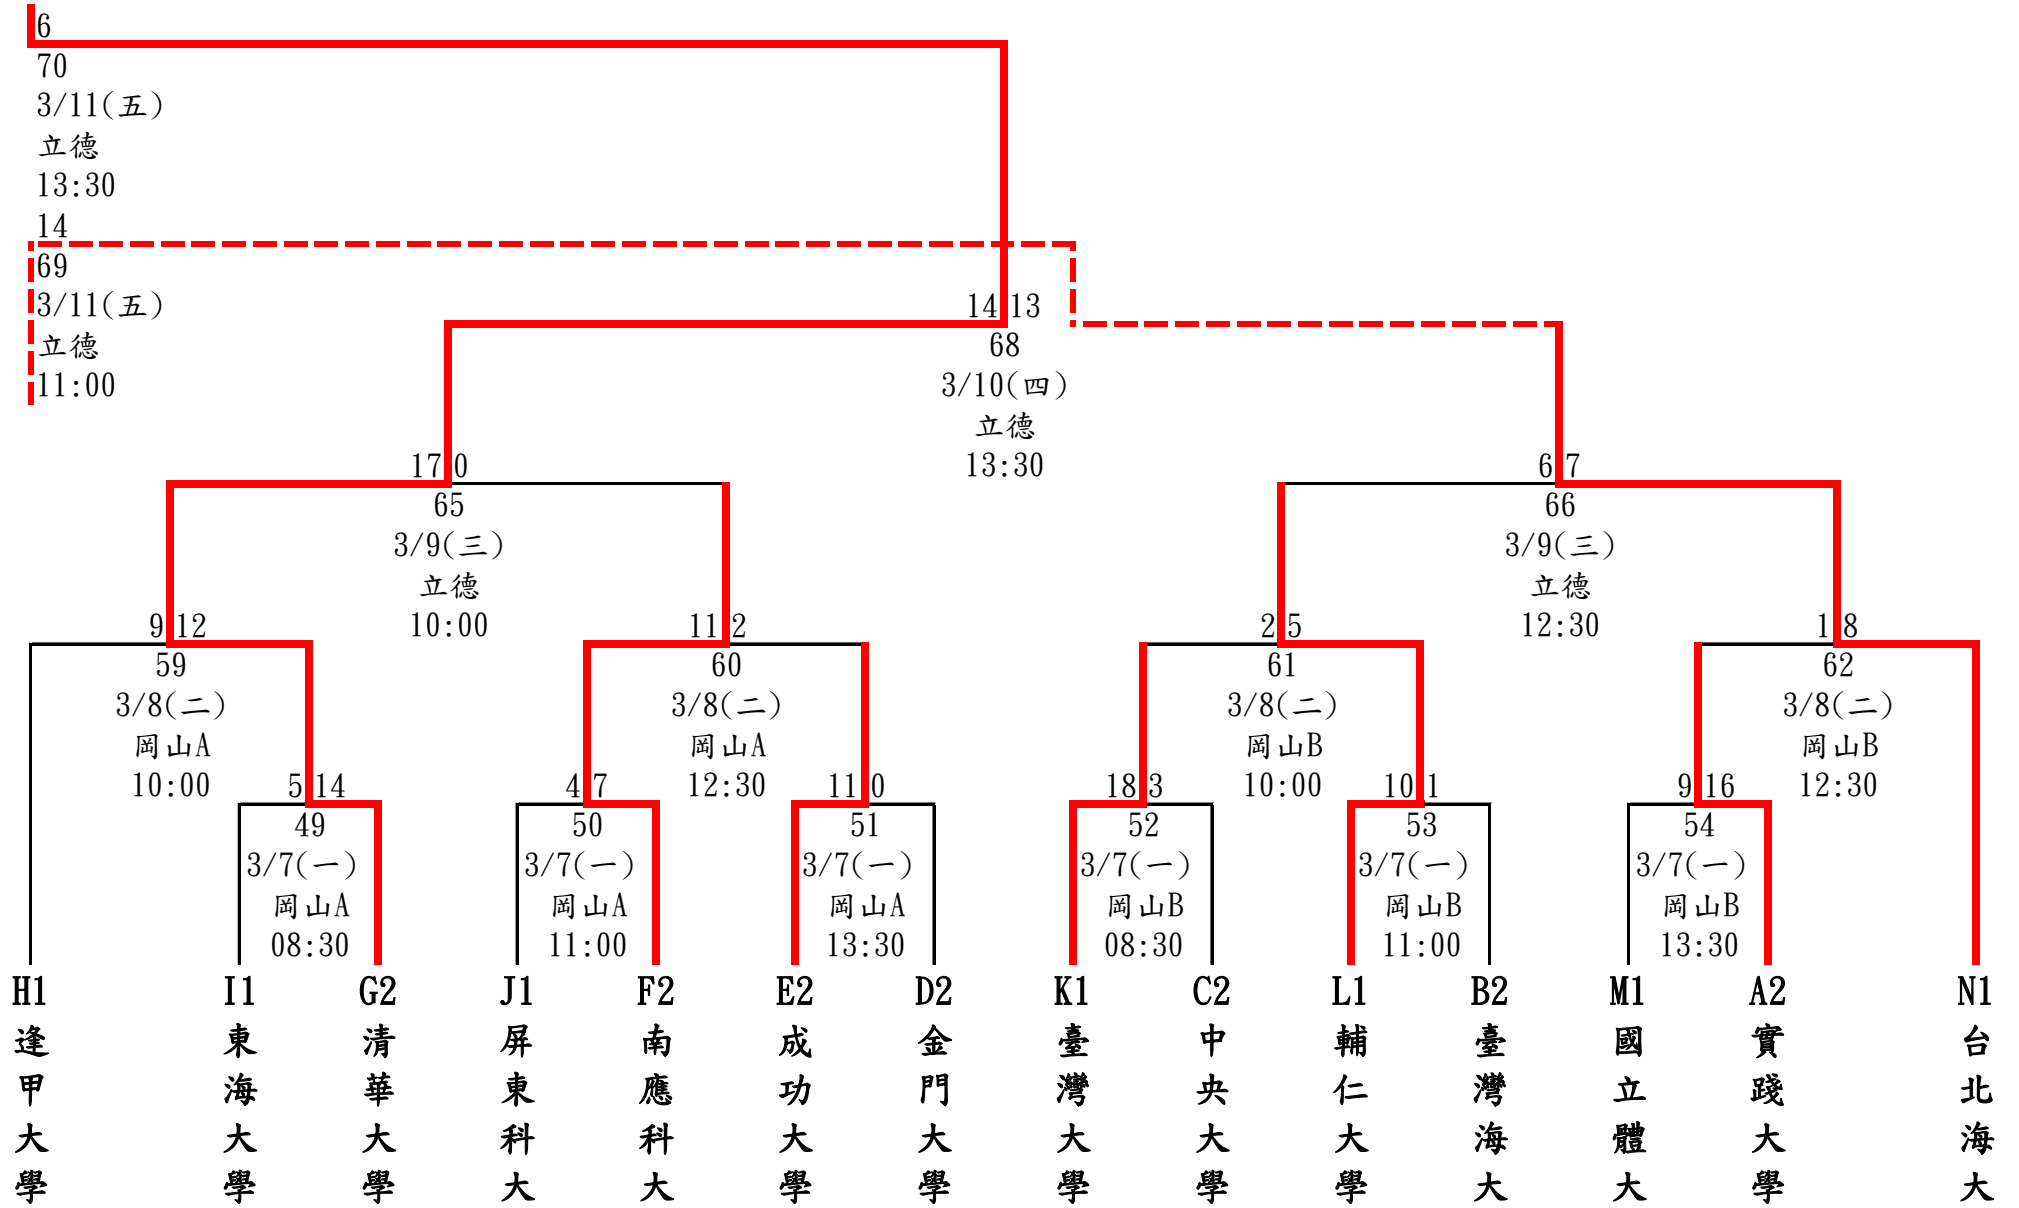 6
70
3/11(五)
立德
13:30
14
69
3/11(五)
立德
11:00
14 13
68
3/10(四)
立德
13:30
17 0
65
3/9(三)
立德
10:00
6 7
66
3/9(三)
立德
12:30
9 12
59
3/8(二)
岡山A
10:00
11 2
60
3/8(二)
岡山A
12:30
2 5
61
3/8(二)
岡山B
10:00
1 8
62
3/8(二)
岡山B
12:30
5 14
49
3/7(一)
岡山A
08:30
4 7
50
3/7(一)
岡山A
11:00
11 0
51
3/7(一)
岡山A
13:30
18 3
52
3/7(一)
岡山B
08:30
10 1
53
3/7(一)
岡山B
11:00
9 16
54
3/7(一)
岡山B
13:30
H1
逢甲大學
I1
東海大學
G2
清華大學
J1
屏東科大
F2
南應科大
E2
成功大學
D2
金門大學
K1
臺灣大學
C2
中央大學
L1
輔仁大學
B2
臺灣海大
M1
國立體大
A2
實踐大學
N1
台北海大